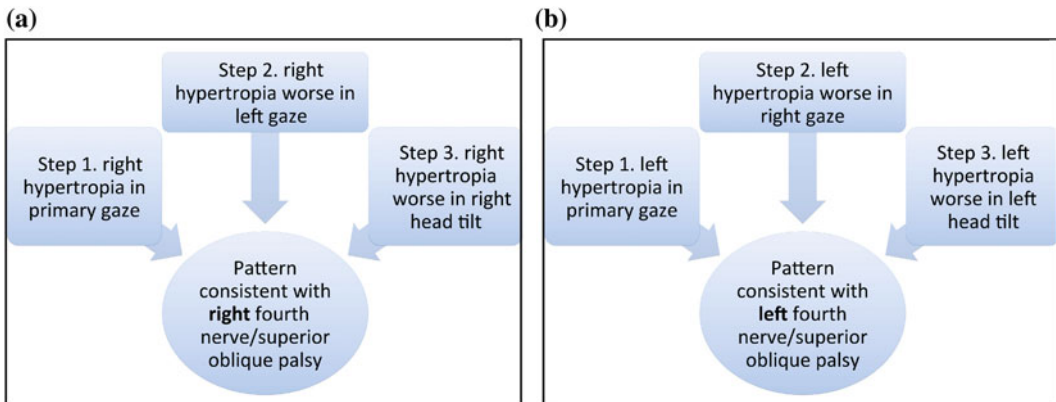 (a)
Step 2. right
hypertropia worse in
left gaze
Step 1. right
hypertropia in
primary gaze
Step 3. right
hypertropia
worse in right
head tilt
Pattern
consistent with
right fourth
nerve/superior
oblique palsy
(b)
Step 2. left
hypertropia worse in
right gaze
Step 1. left
hypertropia in
primary gaze
Step 3. left
hypertropia
worse in left
head tilt
Pattern
consistent with
left fourth
nerve/superior
oblique palsy